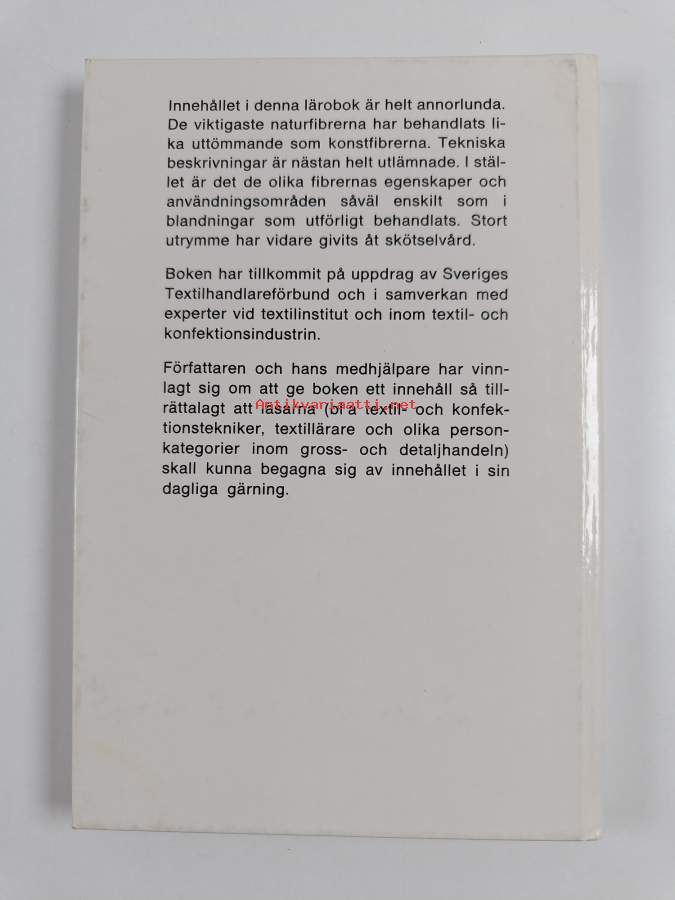 Innehållet i denna lärobok är helt annorlunda.
De viktigaste naturfibrerna har behandlats li-
ka uttömmande som konstfibrerna. Tekniska
beskrivningar är nästan helt utlämnade. I stäl-
let är det de olika fibrernas egenskaper och
användningsområden såväl enskilt som i
blandningar som utförligt behandlats. Stort
utrymme har vidare givits åt skötselvård.
Boken har tillkommit på uppdrag av Sveriges
Textilhandlareförbund och i samverkan med
experter vid textilinstitut och inom textil- och
konfektionsindustrin.
Författaren och hans medhjälpare har vinn-
lagt sig om att ge boken ett innehåll så till-
rättalagt att läsarna (bl a textil- och konfek-
Antikvariaatti.net
tionstekniker, textillärare och olika person-
kategorier inom gross- och detaljhandeln)
skall kunna begagna sig av innehållet i sin
dagliga gärning.